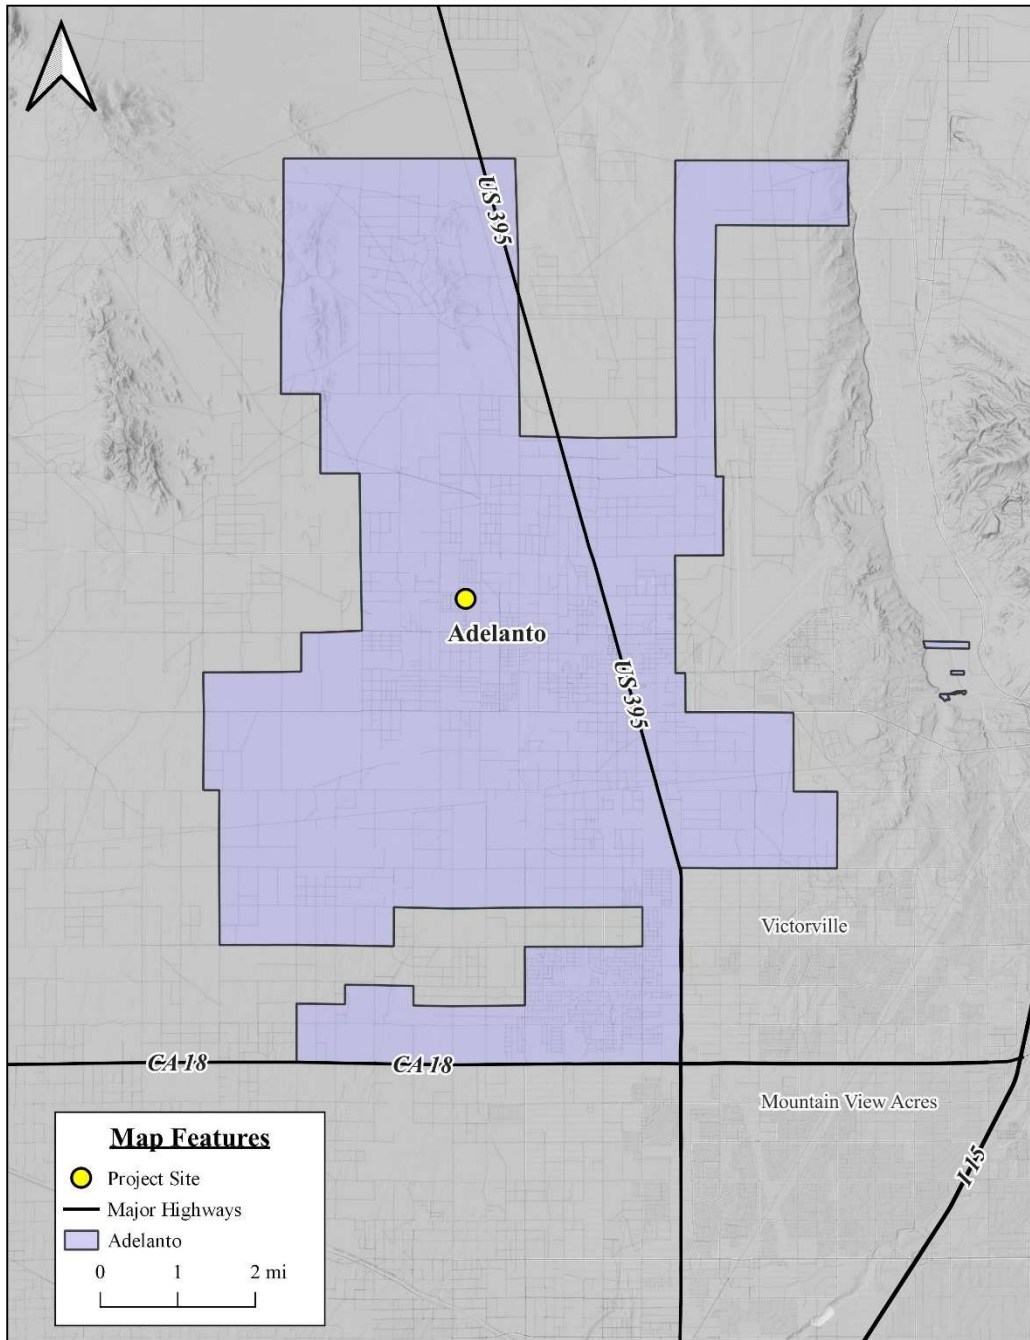 US-395
Adelanto
US-395
Victorville
CA-18
CA-18
Mountain View Acres
I-15
Map Features
Project Site
Major Highways
Adelanto
0 1 2 mi